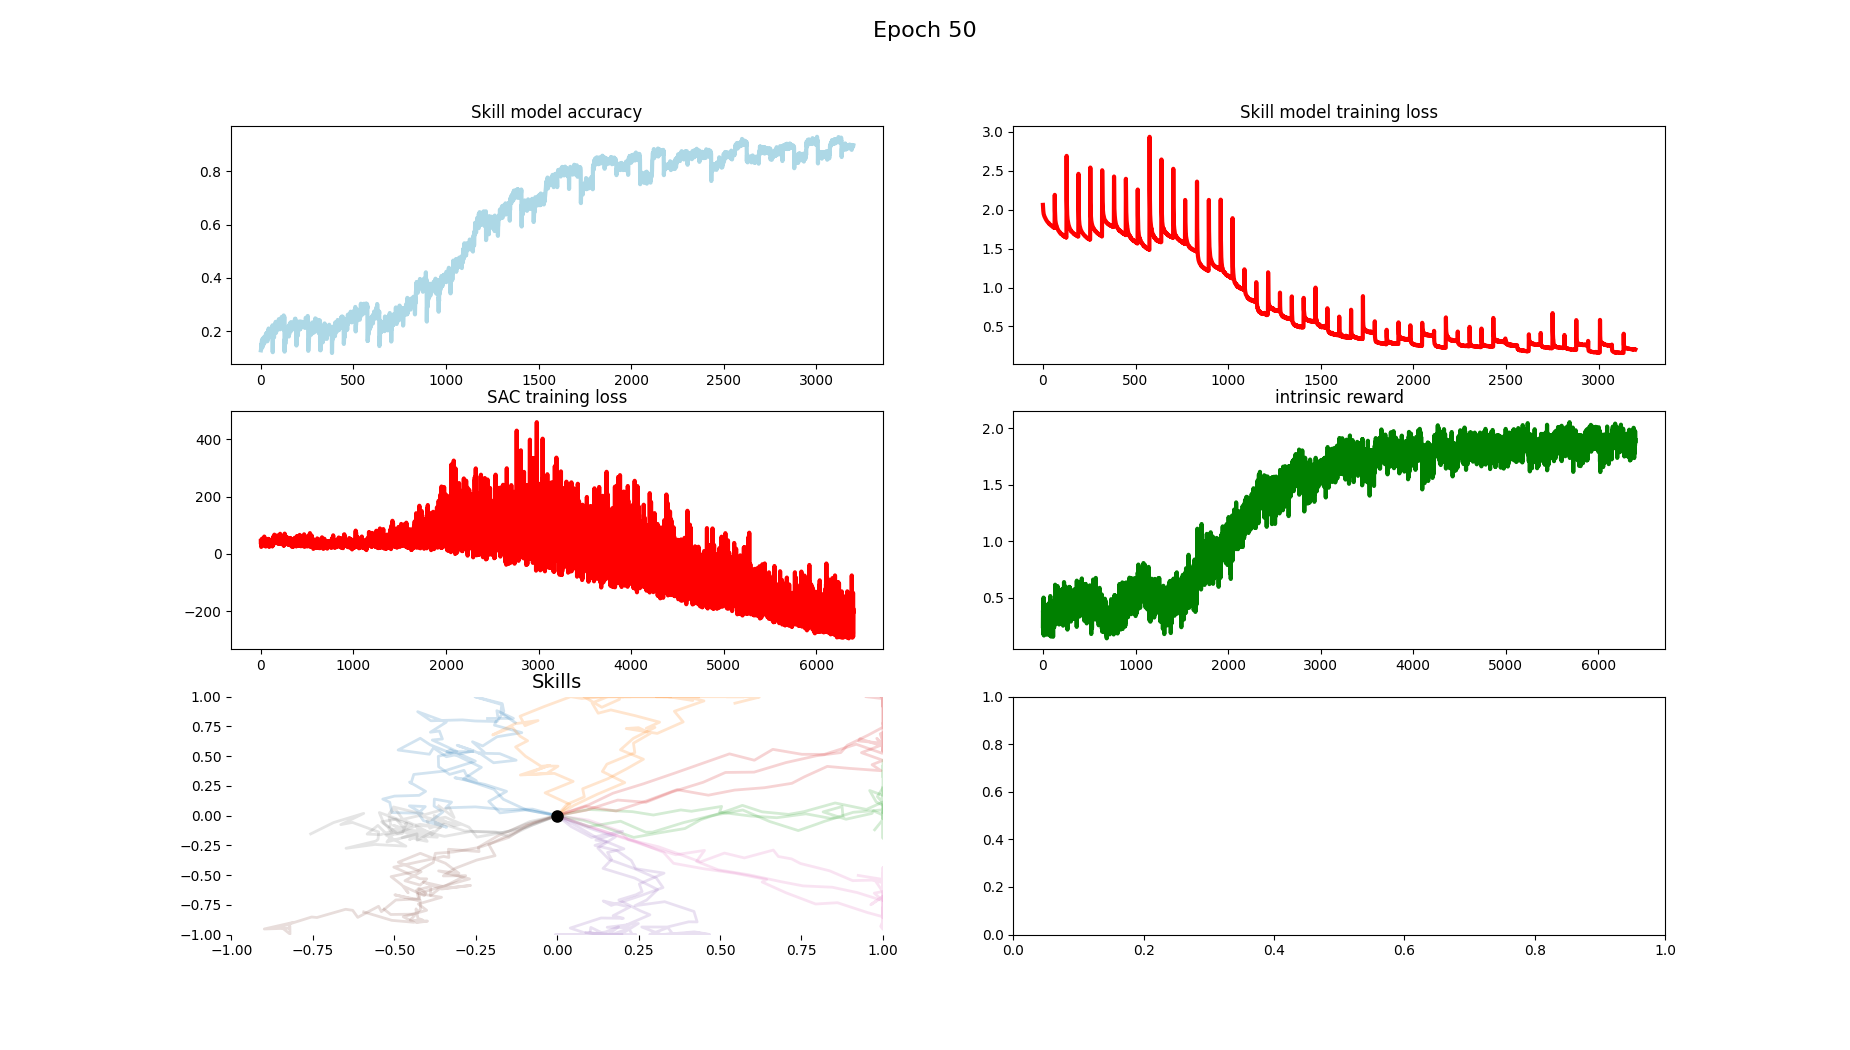 Epoch 50
Skill model accuracy
0.8
0.6
0.4
0.2
0 500 1000 1500 2000 2500 3000
Skill model training loss
3.0
2.5
2.0
1.5
1.0
0.5
0 500 1000 1500 2000 2500 3000
SAC training loss
400
200
0
−200
0 1000 2000 3000 4000 5000 6000
intrinsic reward
2.0
1.5
1.0
0.5
0 1000 2000 3000 4000 5000 6000
Skills
1.00
0.75
0.50
0.25
0.00
−0.25
−0.50
−0.75
−1.00
−1.00 −0.75 −0.50 −0.25 0.00 0.25 0.50 0.75 1.00
1.0
0.8
0.6
0.4
0.2
0.0
0.0 0.2 0.4 0.6 0.8 1.0